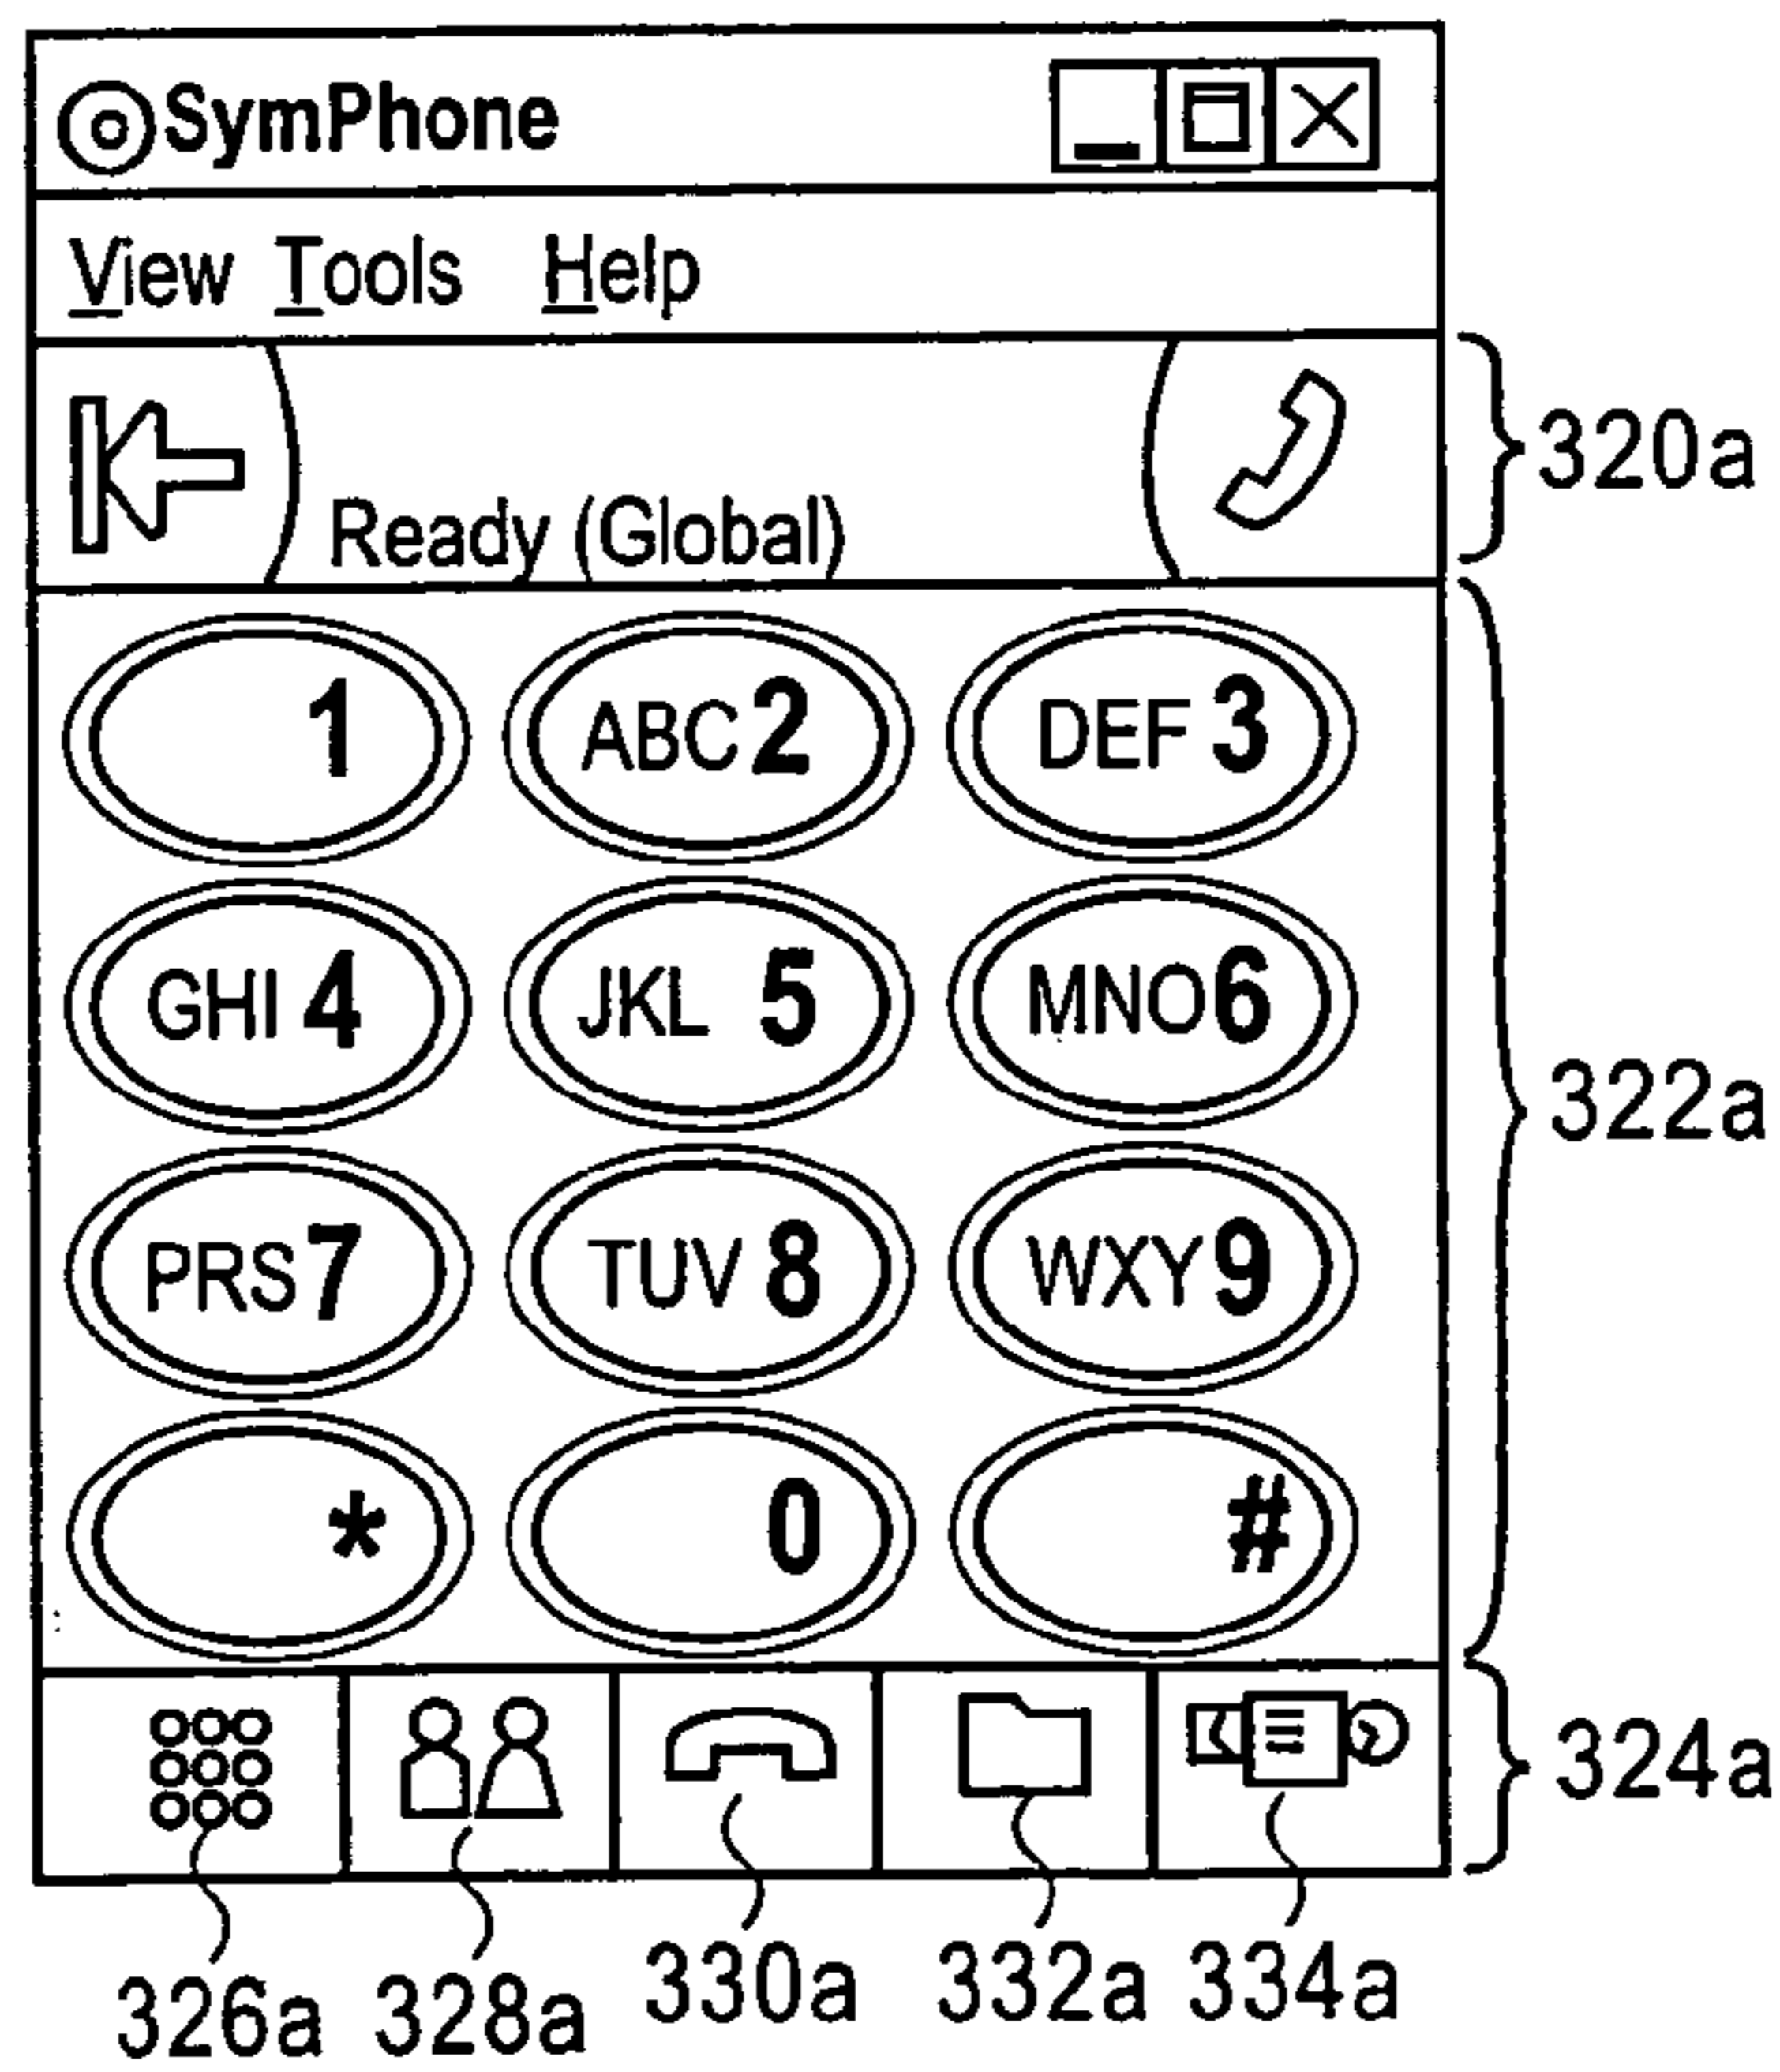 SymPhone
View Tools Help
320a
Ready (Global)
1 ABC 2 DEF 3
GHI 4 JKL 5 MNO 6
322a
PRS 7 TUV 8 WXY 9
* 0 #
324a
326a 328a 330a 332a 334a